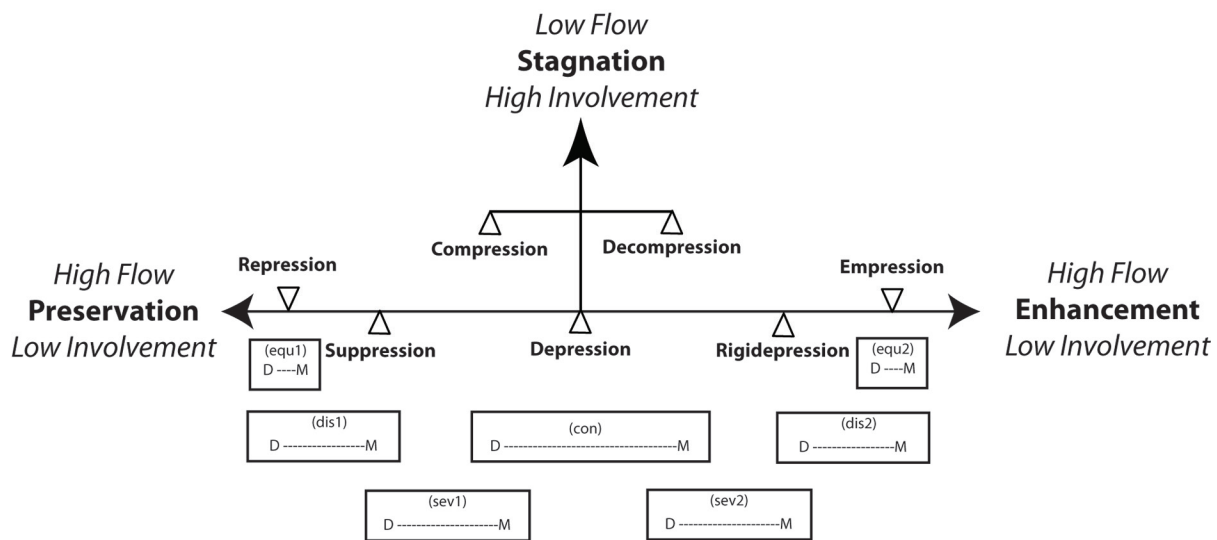 Low Flow
Stagnation
High Involvement
Compression
Decompression
Repression
Empression
High Flow
Preservation
Low Involvement
High Flow
Enhancement
Low Involvement
Suppression
Depression
Rigidepression
(equ1)
D ----M
(equ2)
D ----M
(dis1)
D -----------------M
(con)
D ------------------------------------M
(dis2)
D -----------------M
(sev1)
D ---------------------M
(sev2)
D ---------------------M